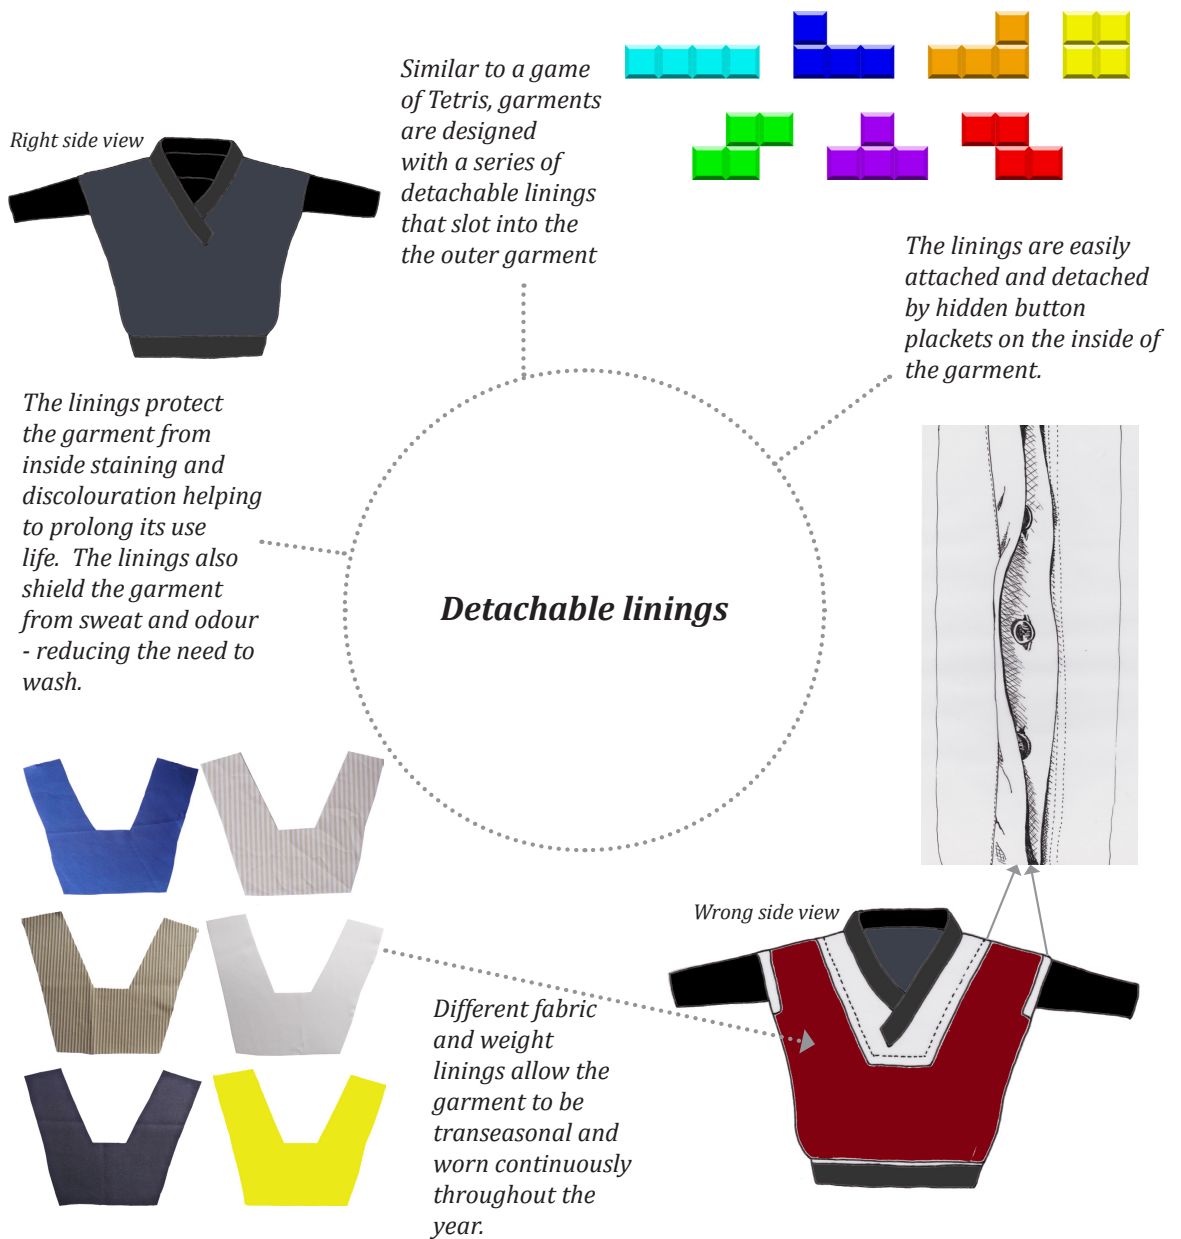 Similar to a game
of Tetris, garments
are designed
with a series of
detachable linings
that slot into the
the outer garment
Right side view
The linings are easily
attached and detached
by hidden button
plackets on the inside of
the garment.
The linings protect
the garment from
inside staining and
discolouration helping
to prolong its use
life.  The linings also
shield the garment
from sweat and odour
- reducing the need to
wash.
Detachable linings
Wrong side view
Different fabric
and weight
linings allow the
garment to be
transeasonal and
worn continuously
throughout the
year.